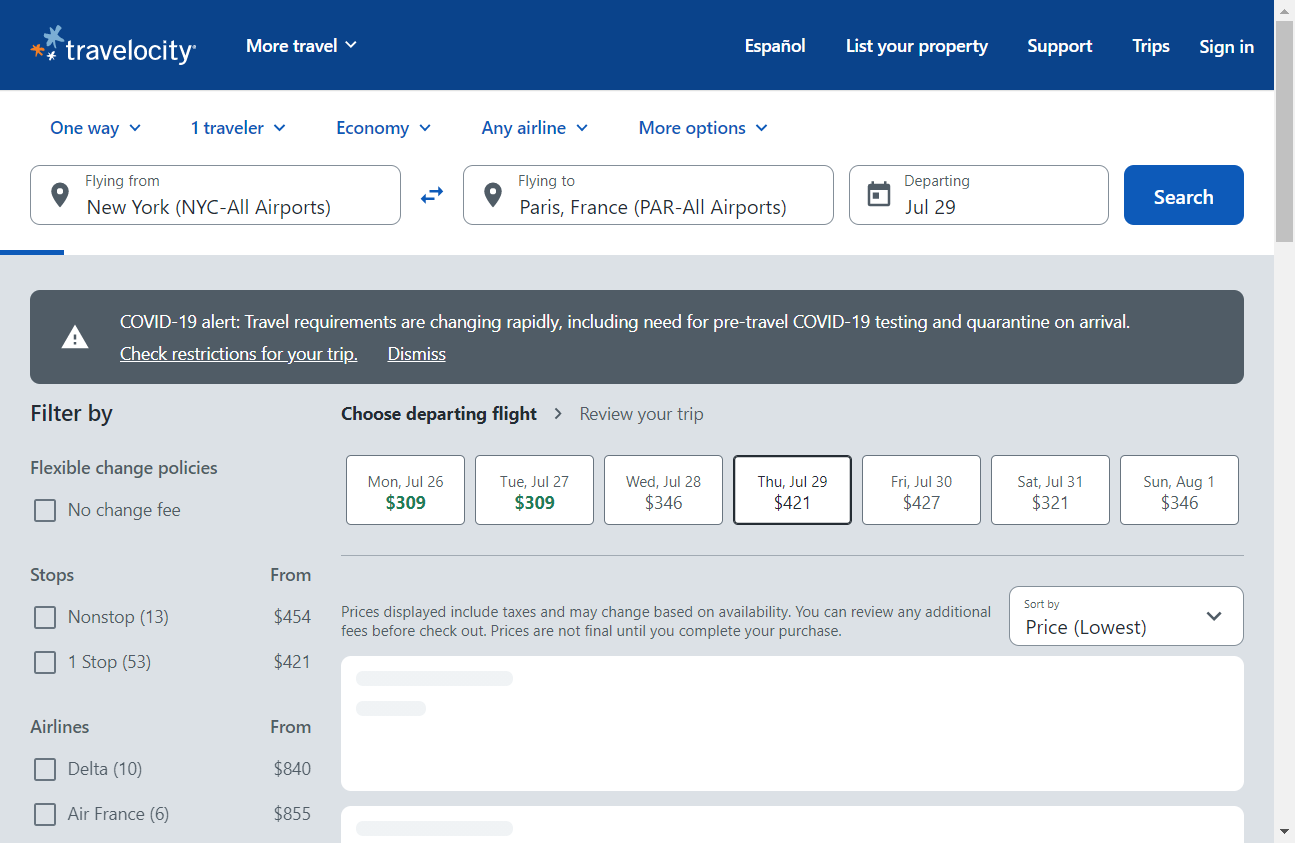 travelocity
More travel
Español
List your property
Support
Trips
Sign in
One way
1 traveler
Economy
Any airline
More options
Flying from
New York (NYC-All Airports)
Flying to
Paris, France (PAR-All Airports)
Departing
Jul 29
Search
COVID-19 alert: Travel requirements are changing rapidly, including need for pre-travel COVID-19 testing and quarantine on arrival.
Check restrictions for your trip.
Dismiss
Filter by
Flexible change policies
No change fee
Stops From
Nonstop (13) $454
1 Stop (53) $421
Airlines From
Delta (10) $840
Air France (6) $855
Choose departing flight
Review your trip
Mon, Jul 26
$309
Tue, Jul 27
$309
Wed, Jul 28
$346
Thu, Jul 29
$421
Fri, Jul 30
$427
Sat, Jul 31
$321
Sun, Aug 1
$346
Prices displayed include taxes and may change based on availability. You can review any additional
fees before check out. Prices are not final until you complete your purchase.
Sort by
Price (Lowest)